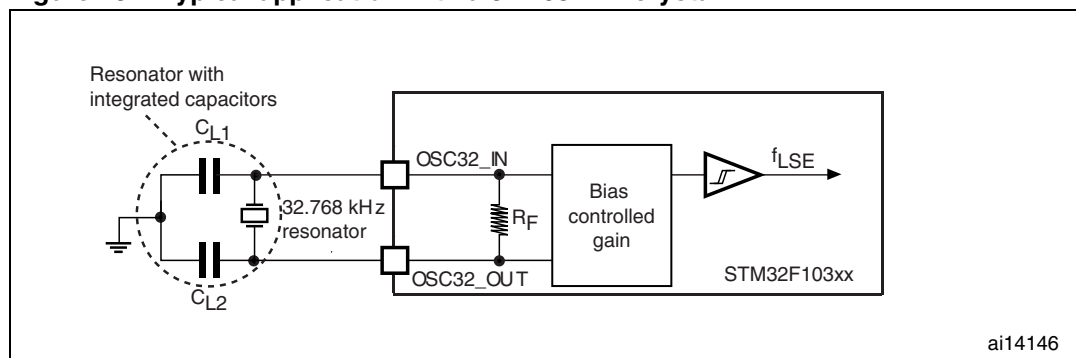 Resonator with
integrated capacitors
CL1
OSC32_IN
fLSE
32.768 kHz
resonator
RF
Bias
controlled
gain
OSC32_OUT
STM32F103xx
CL2
ai14146